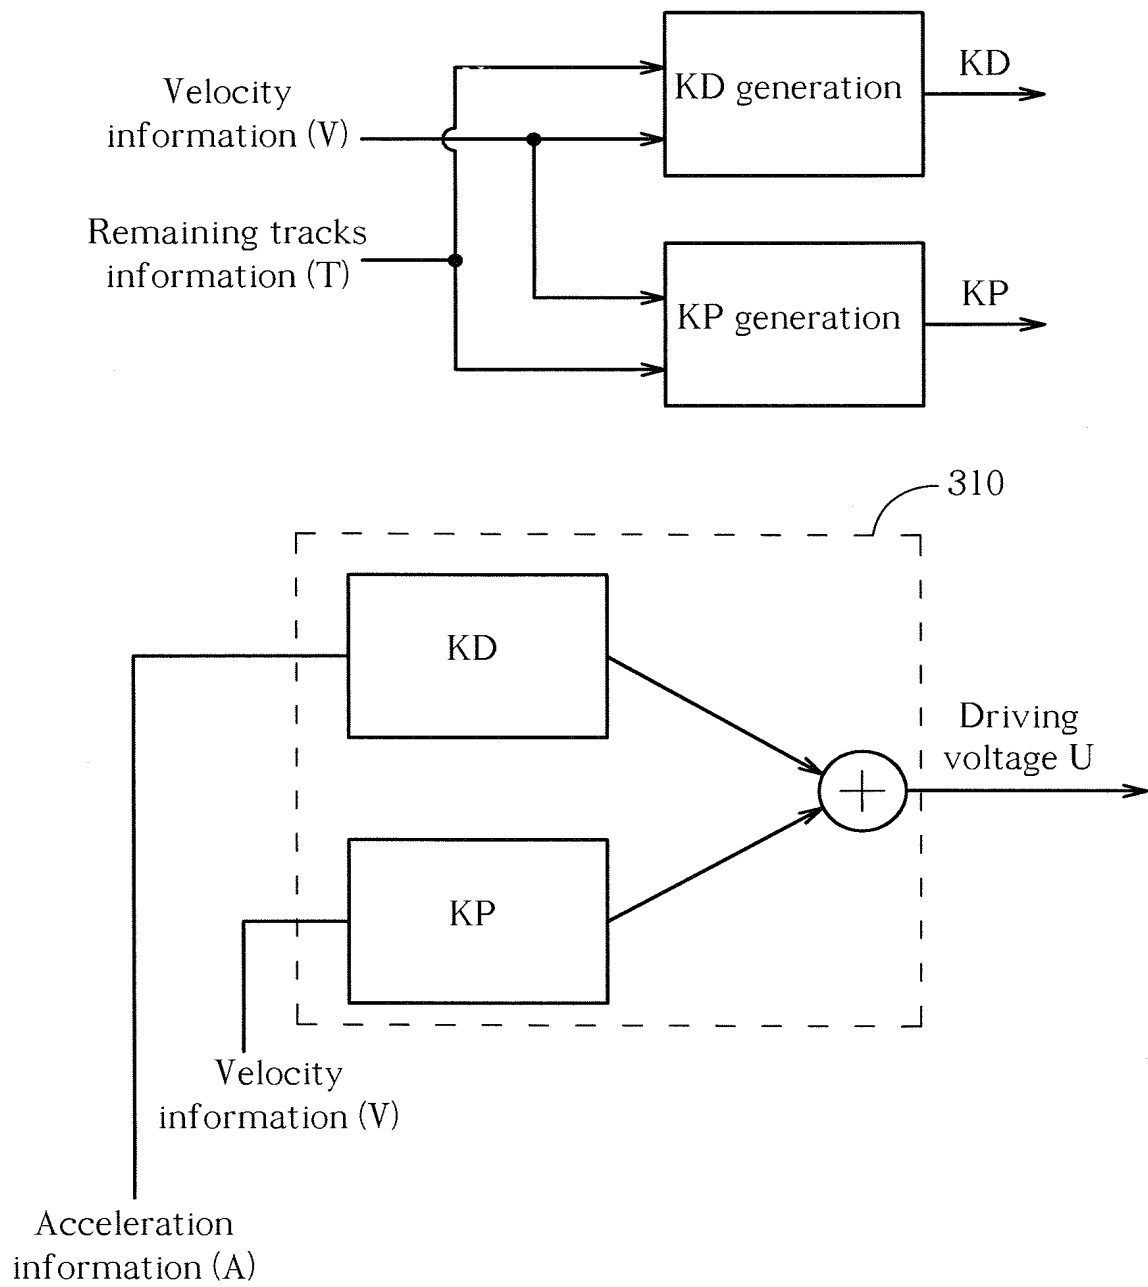 Velocity
information (V)
KD generation
KD
Remaining tracks
information (T)
KP generation
KP
310
KD
Driving
voltage U
KP
Velocity
information (V)
Acceleration
information (A)